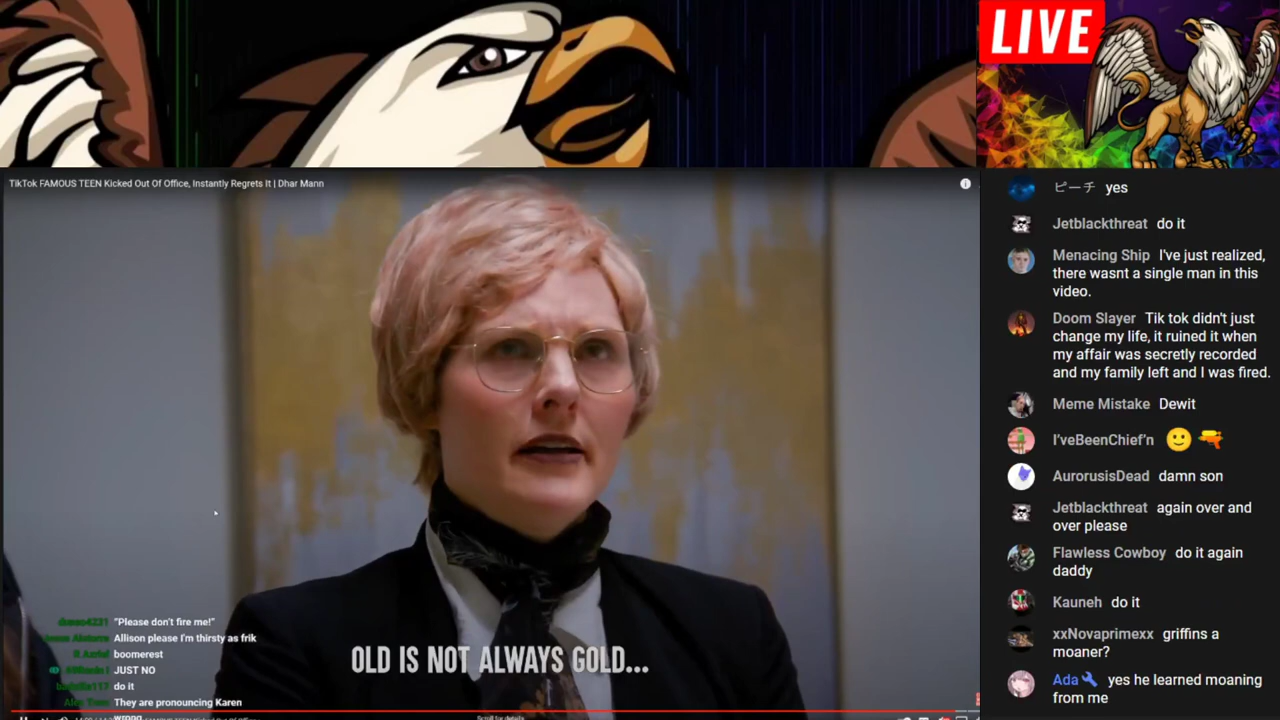 LIVE
TikTok FAMOUS TEEN Kicked Out Of Office, Instantly Regrets It | Dhar Mann
ピーチ yes
Jetblackthreat do it
Menacing Ship I've just realized,
there wasnt a single man in this
video.
Doom Slayer Tik tok didn't just
change my life, it ruined it when
my affair was secretly recorded
and my family left and I was fired.
Meme Mistake Dewit
I'veBeenChief'n 🙂 🔫
AurorusisDead damn son
Jetblackthreat again over and
over please
Flawless Cowboy do it again
daddy
Kauneh do it
xxNovaprimexx griffins a
moaner?
Ada🔧 yes he learned moaning
from me
"Please don't fire me!"
Allison please I'm thirsty as frik
boomerest
JUST NO
do it
They are pronouncing Karen
wrong
OLD IS NOT ALWAYS GOLD...
Scroll for details